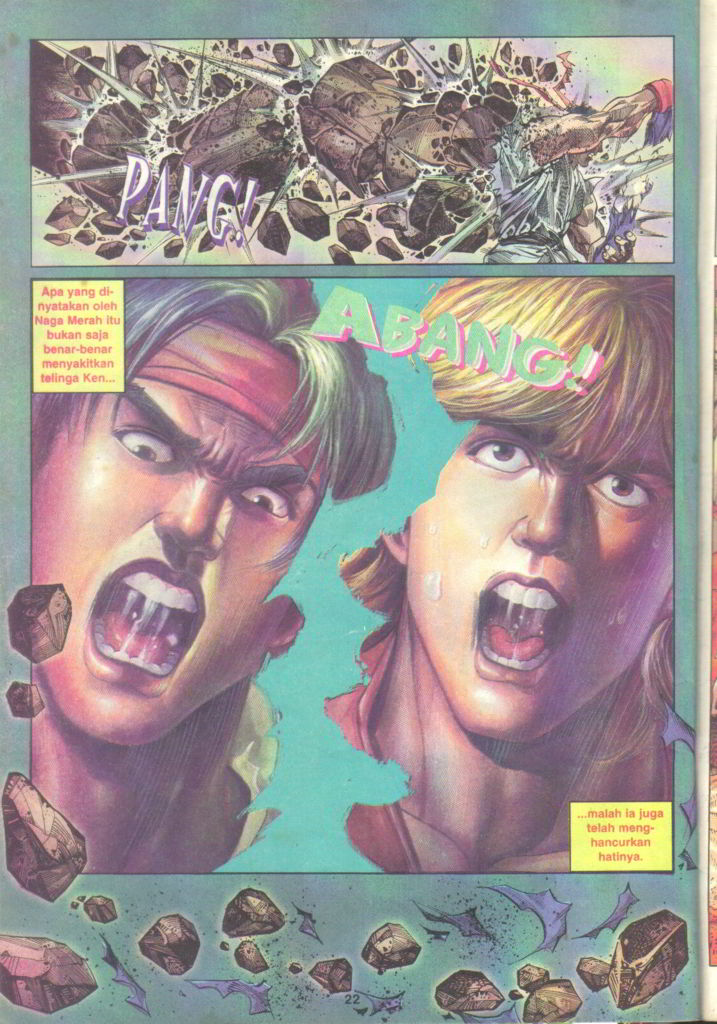 PANG!
Apa yang di-
nyatakan oleh
Naga Merah itu
bukan saja
benar-benar
menyakitkan
telinga Ken...
ABANG!
...malah ia juga
telah meng-
hancurkan
hatinya.
22